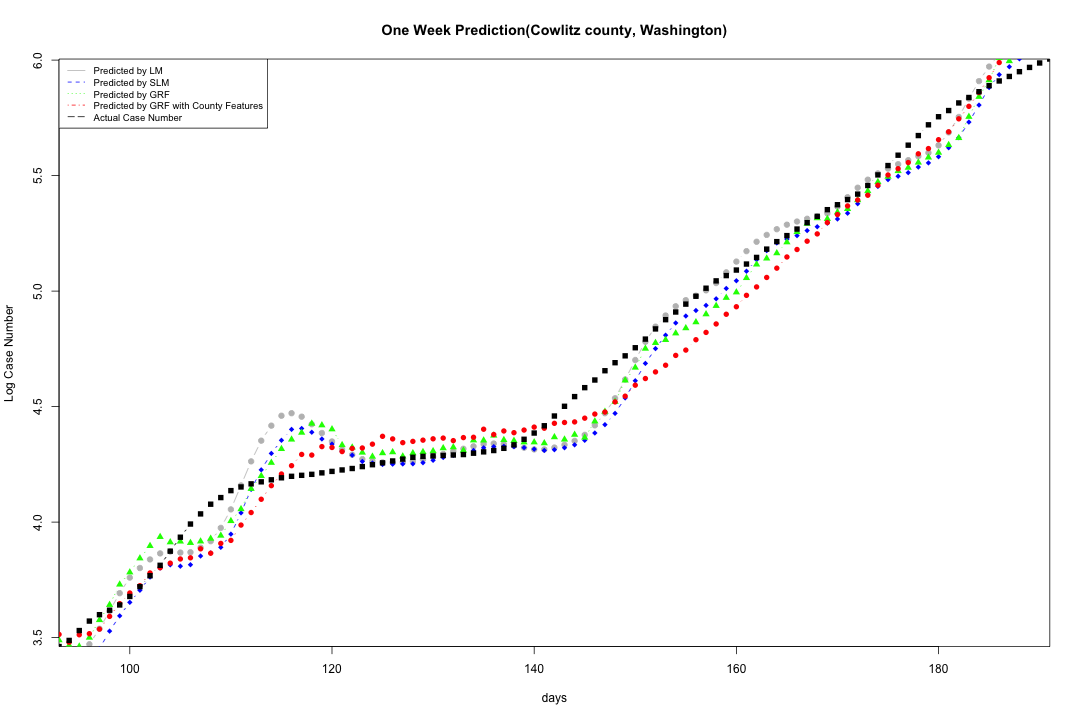 One Week Prediction(Cowlitz county, Washington)
Predicted by LM
Predicted by SLM
Predicted by GRF
Predicted by GRF with County Features
Actual Case Number
Log Case Number
6.0
5.5
5.0
4.5
4.0
3.5
100 120 140 160 180
days